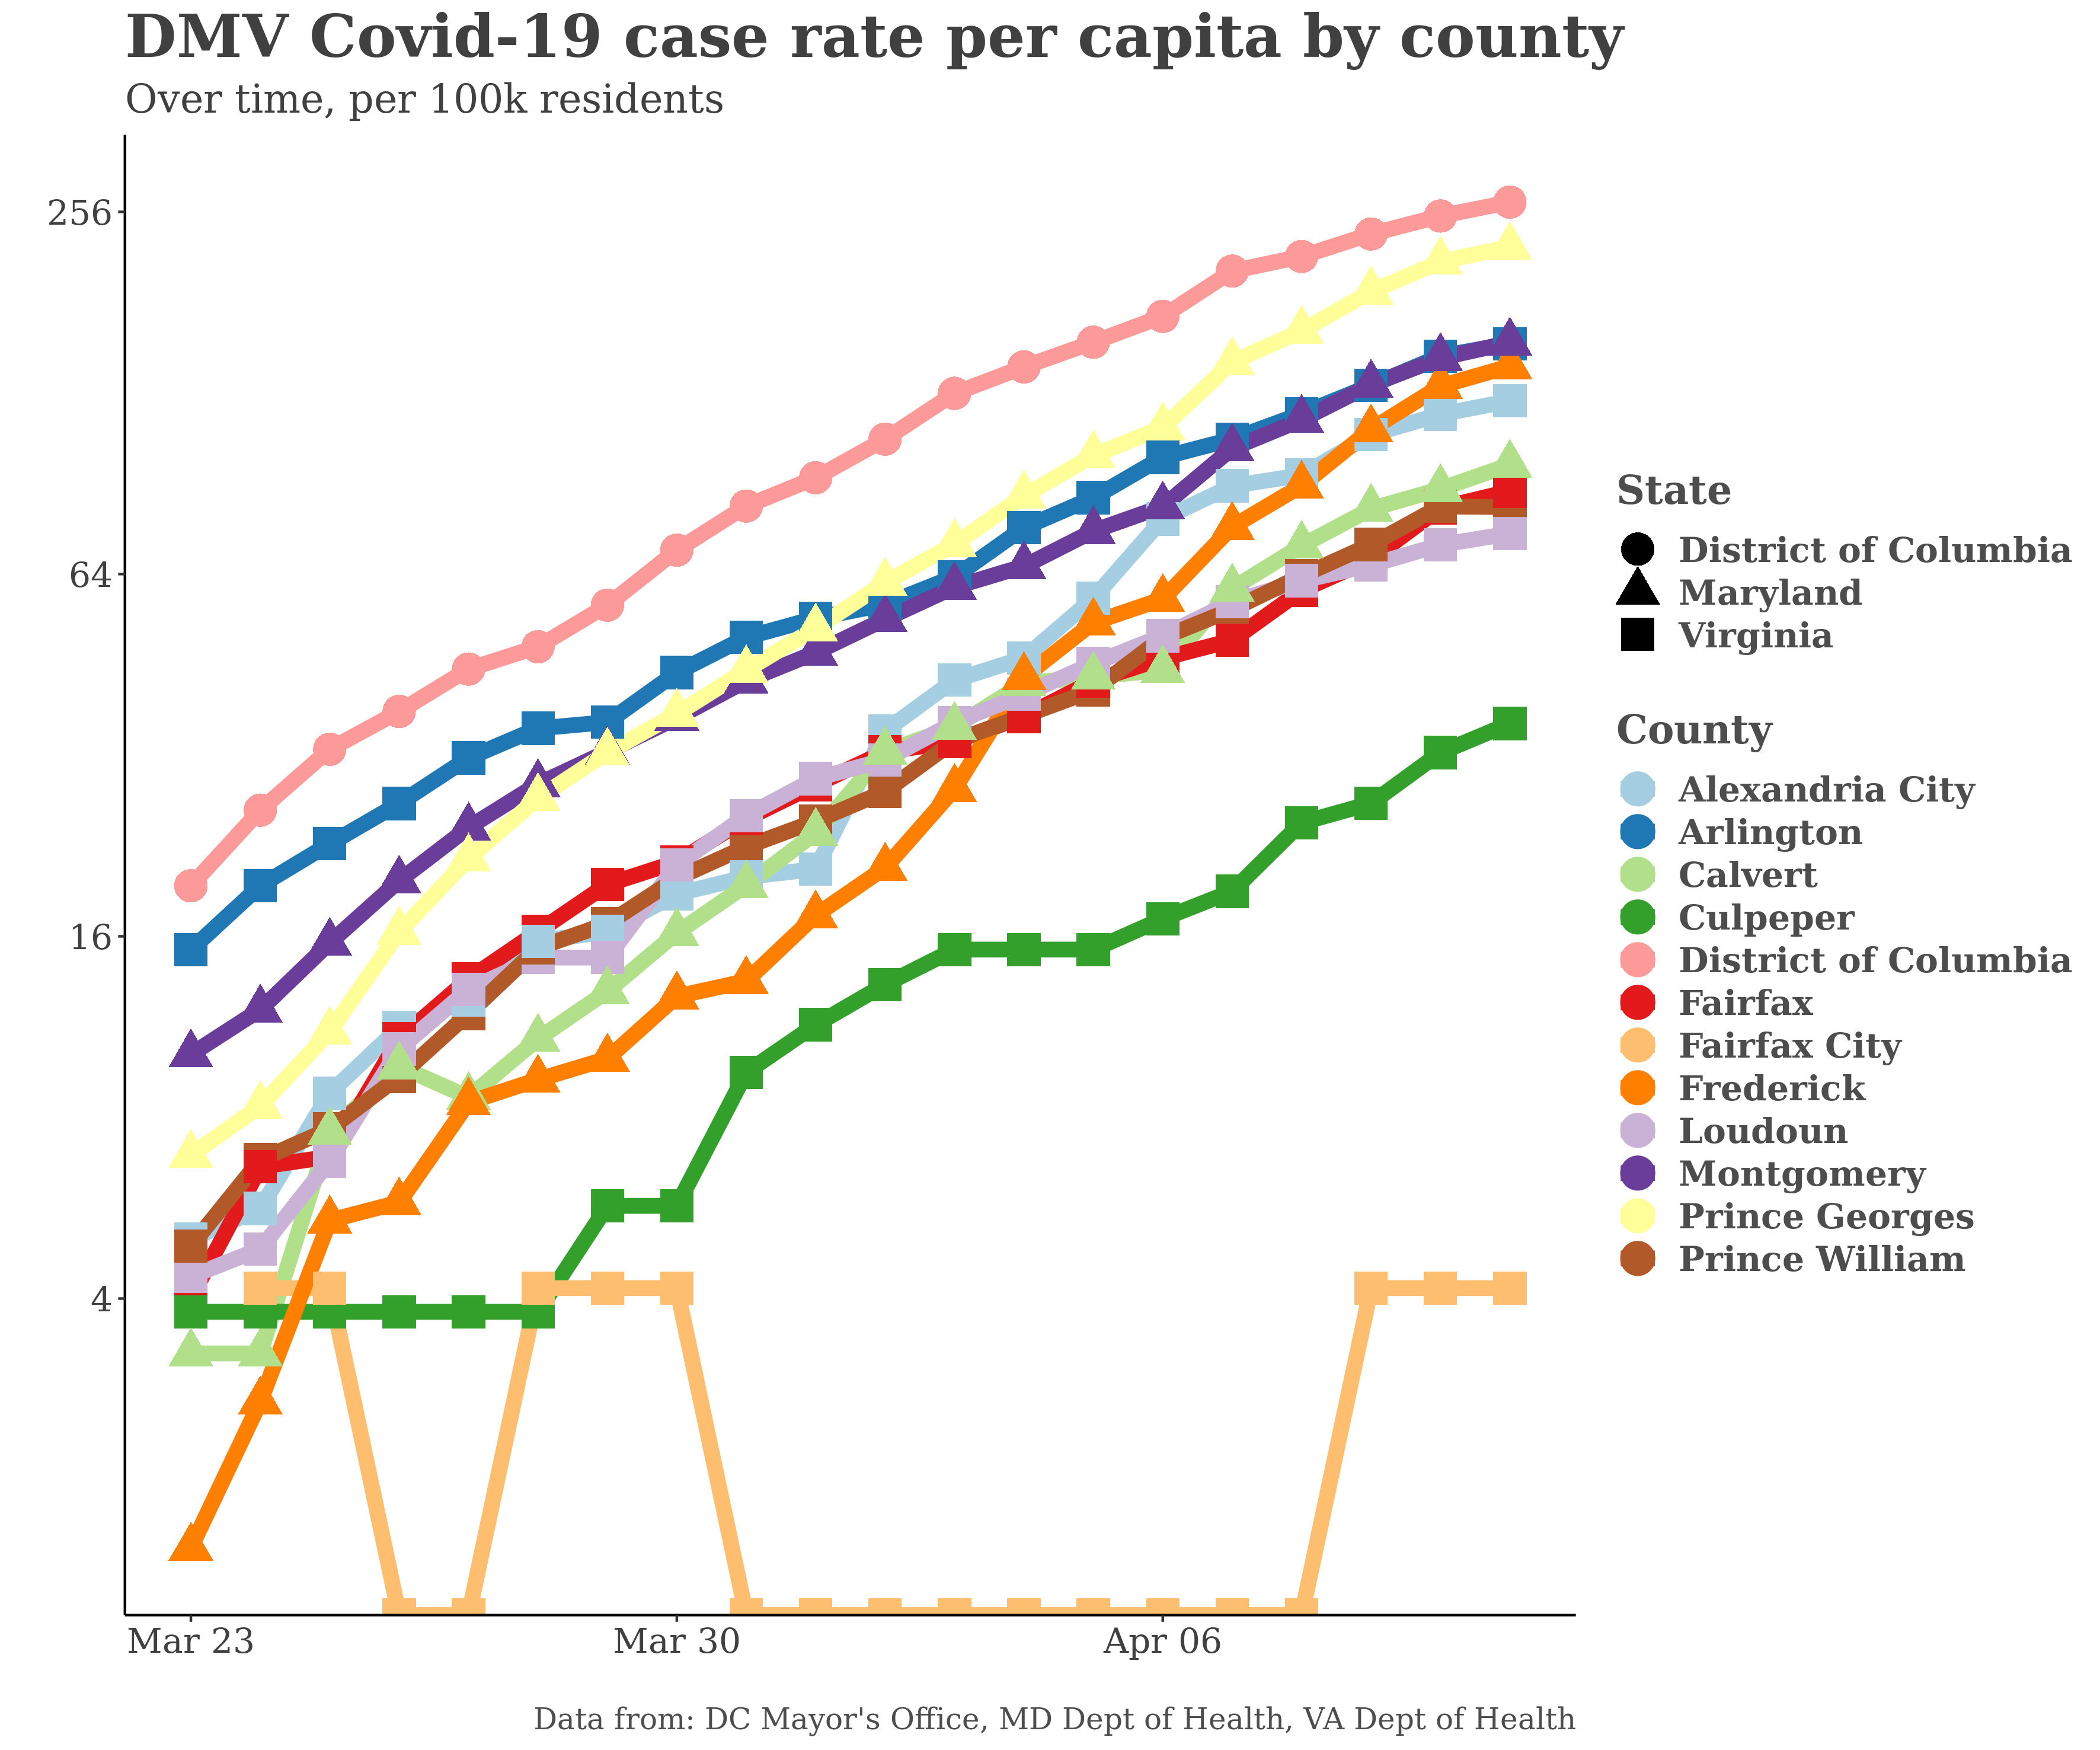 DMV Covid-19 case rate per capita by county
Over time, per 100k residents
256
64
16
4
Mar 23
Mar 30
Apr 06
State
District of Columbia
Maryland
Virginia
County
Alexandria City
Arlington
Calvert
Culpeper
District of Columbia
Fairfax
Fairfax City
Frederick
Loudoun
Montgomery
Prince Georges
Prince William
Data from: DC Mayor's Office, MD Dept of Health, VA Dept of Health